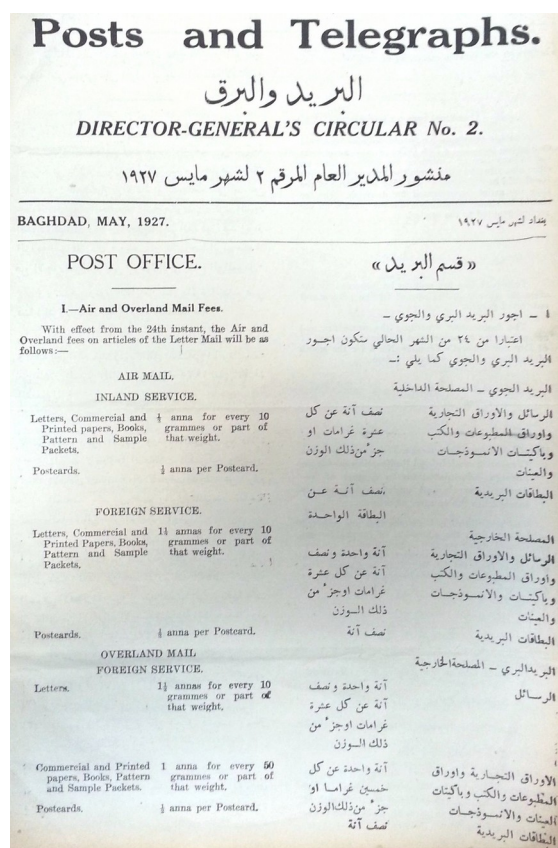 Posts and Telegraphs.
البريد والبرق
DIRECTOR-GENERAL'S CIRCULAR No. 2.
منشور المدير العام المرقم ٢ لشهر مايس ١٩٢٧
BAGHDAD, MAY, 1927.
بغداد لشهر مايس ١٩٢٧
POST OFFICE.
I.—Air and Overland Mail Fees.
With effect from the 24th instant, the Air and
Overland fees on articles of the Letter Mail will be as
follows:—
AIR MAIL.
INLAND SERVICE.
Letters, Commercial and ½ anna for every 10
Printed papers, Books, grammes or part of
Pattern and Sample that weight.
Packets.
Postcards. ½ anna per Postcard.
FOREIGN SERVICE.
Letters, Commercial and 1½ annas for every 10
Printed Papers, Books, grammes or part of
Pattern and Sample that weight.
Packets,
Postcards. ½ anna per Postcard.
OVERLAND MAIL
FOREIGN SERVICE.
Letters. 1½ annas for every 10
grammes or part of
that weight.
Commercial and Printed 1 anna for every 50
papers, Books, Pattern grammes or part of
and Sample Packets. that weight.
Postcards. ½ anna per Postcard.
« قسم البريد »
١ – اجور البريد البري والجوي –
اعتبارا من ٢٤ من الشهر الحالي ستكون اجور
البريد البري والجوي كما يلي :–
البريد الجوي – المصلحة الداخلية
الرسائل والاوراق التجارية نصف آنة عن كل
واوراق المطبوعات والكتب عشرة غرامات او
وباكيتات الانموذجات جزء من ذلك الوزن
والعينات
البطاقات البريدية نصف آنة عن
البطاقة الواحدة
المصلحة الخارجية
الرسائل والاوراق التجارية آنة واحدة ونصف
واوراق المطبوعات والكتب آنة عن كل عشرة
وباكيتات والانموذجات غرامات اوجزء من
والعينات ذلك الوزن
البطاقات البريدية نصف آنة
البريدالبري – المصلحةالخارجية
الرسائل آنة واحدة ونصف
آنة عن كل عشرة
غرامات اوجزء من
ذلك الوزن
الاوراق التجارية واوراق آنة واحدة عن كل
المطبوعات والكتب وباكيتات خمسين غراما او
العينات والانموذجات جزء من ذلك الوزن
البطاقات البريدية نصف آنة